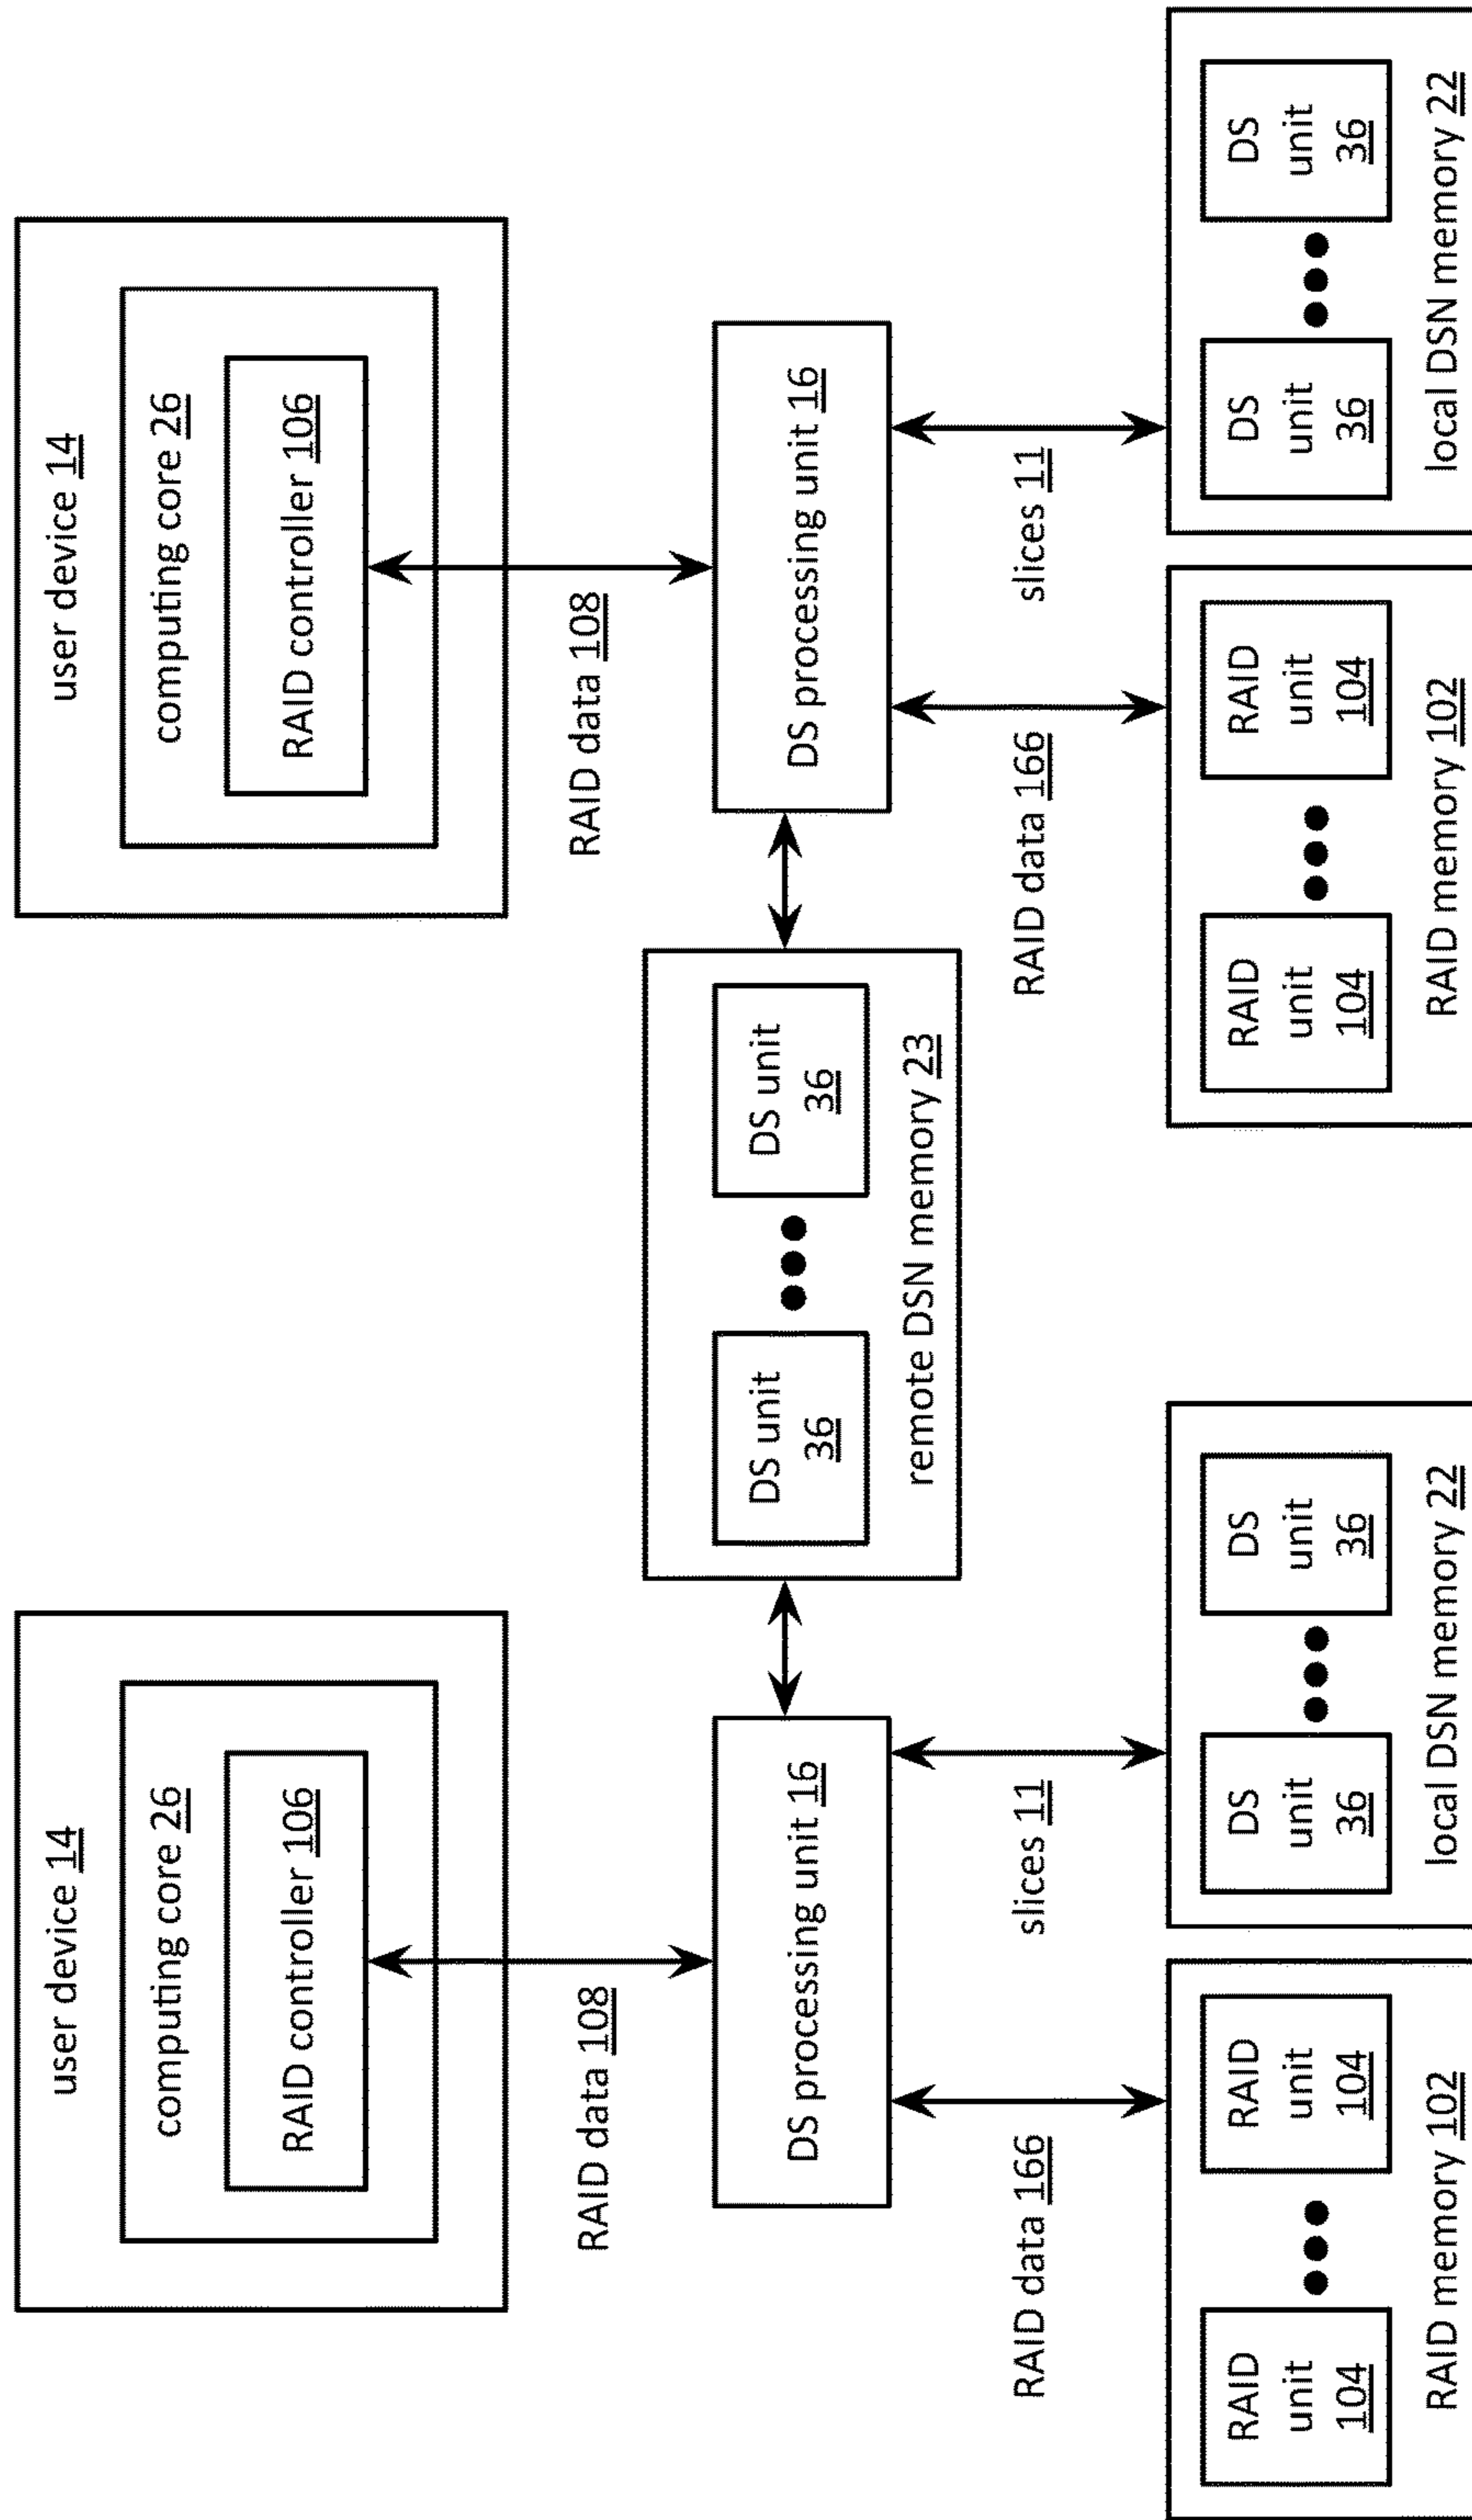 user device 14
computing core 26
RAID controller 106
RAID data 108
DS processing unit 16
RAID data 166
slices 11
RAID
unit
104
RAID
unit
104
RAID memory 102
DS
unit
36
DS
unit
36
local DSN memory 22
DS unit
36
DS unit
36
remote DSN memory 23
user device 14
computing core 26
RAID controller 106
RAID data 108
DS processing unit 16
RAID data 166
slices 11
RAID
unit
104
RAID
unit
104
RAID memory 102
DS
unit
36
DS
unit
36
local DSN memory 22